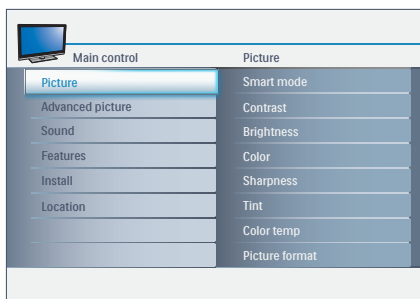 Main control
Picture
Picture
Advanced picture
Sound
Features
Install
Location
Smart mode
Contrast
Brightness
Color
Sharpness
Tint
Color temp
Picture format